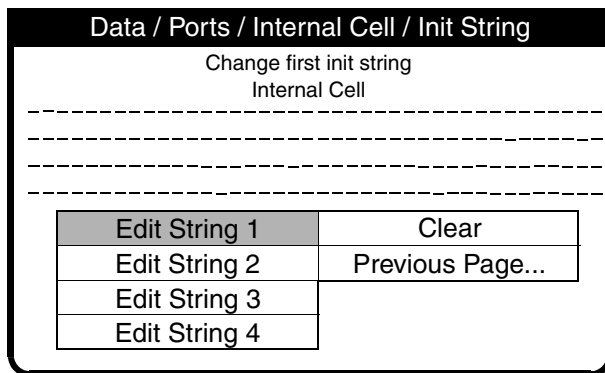 Data / Ports / Internal Cell / Init String
Change first init string
Internal Cell
Edit String 1
Clear
Edit String 2
Previous Page...
Edit String 3
Edit String 4